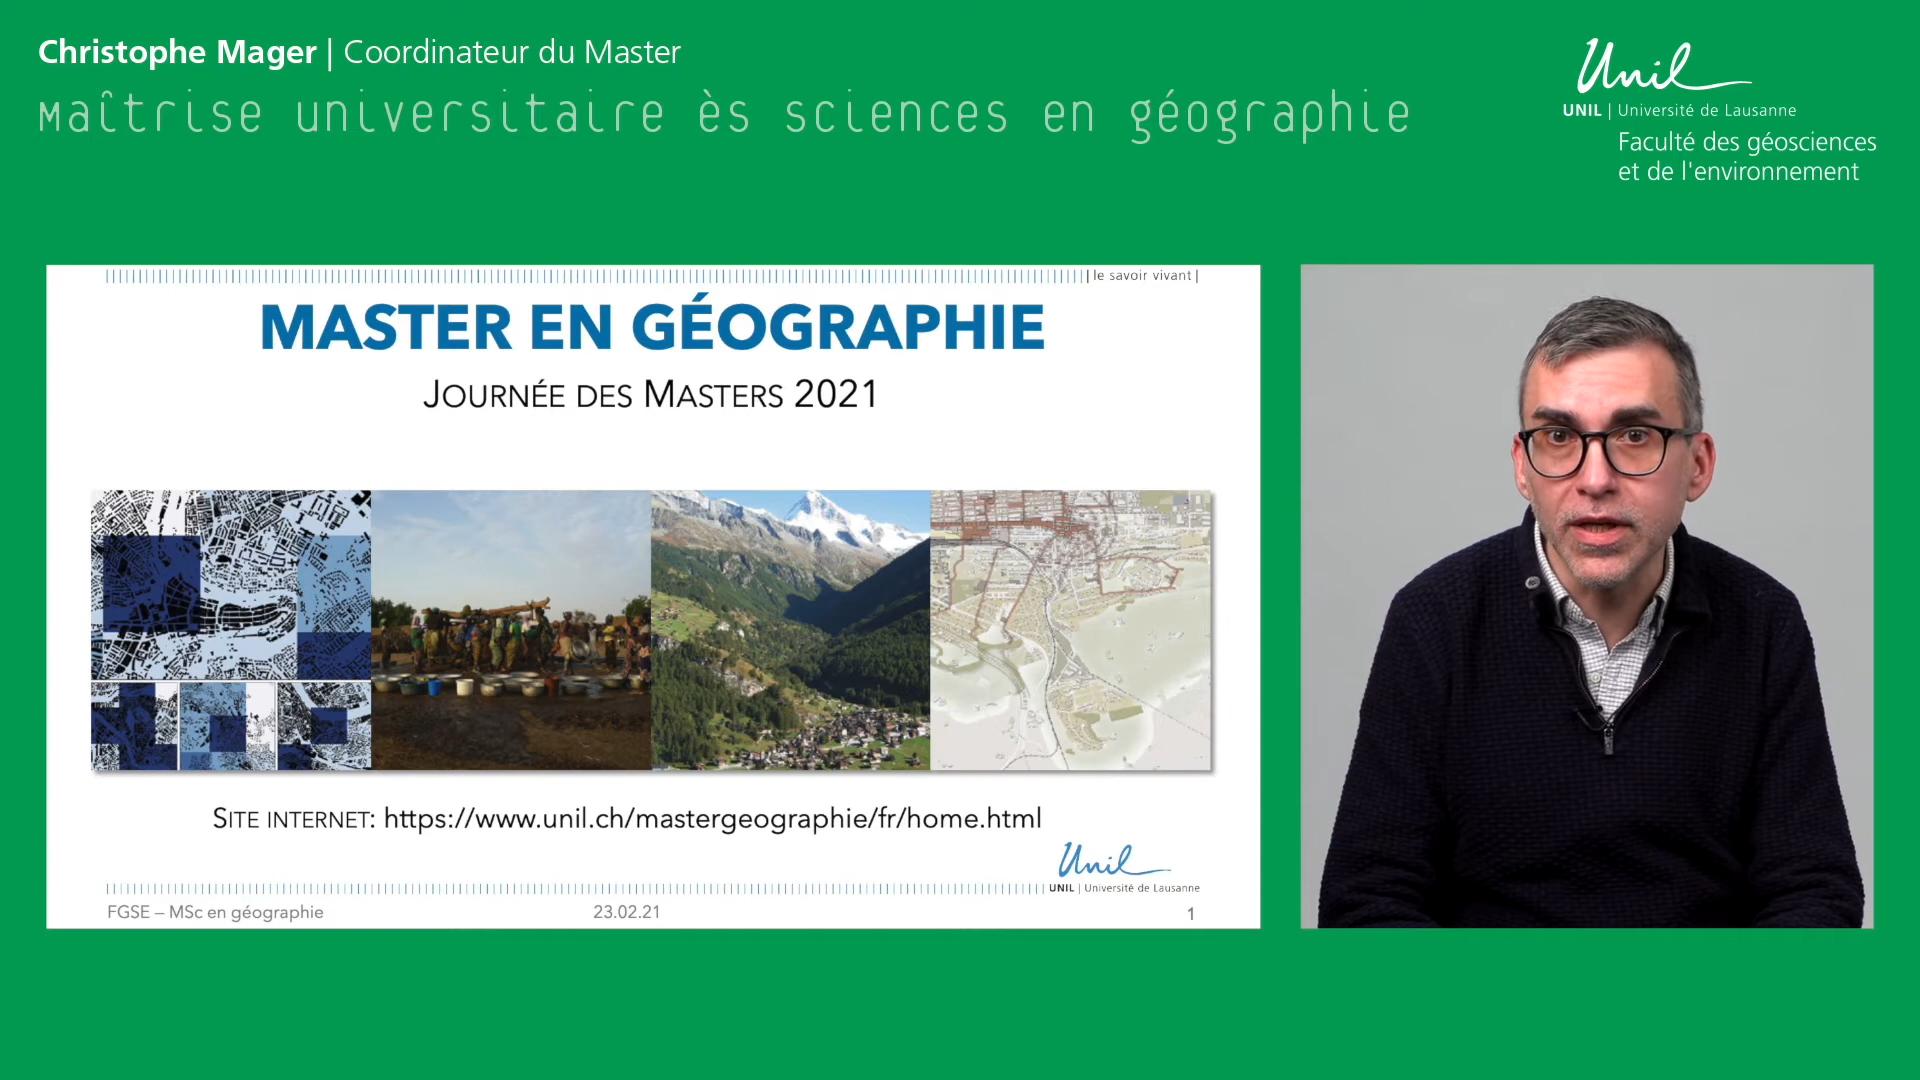 Christophe Mager | Coordinateur du Master
Maîtrise universitaire ès sciences en géographie
Unil
UNIL | Université de Lausanne
Faculté des géosciences
et de l'environnement
| le savoir vivant |
MASTER EN GÉOGRAPHIE
JOURNÉE DES MASTERS 2021
SITE INTERNET: https://www.unil.ch/mastergeographie/fr/home.html
Unil
UNIL | Université de Lausanne
FGSE – MSc en géographie
23.02.21
1